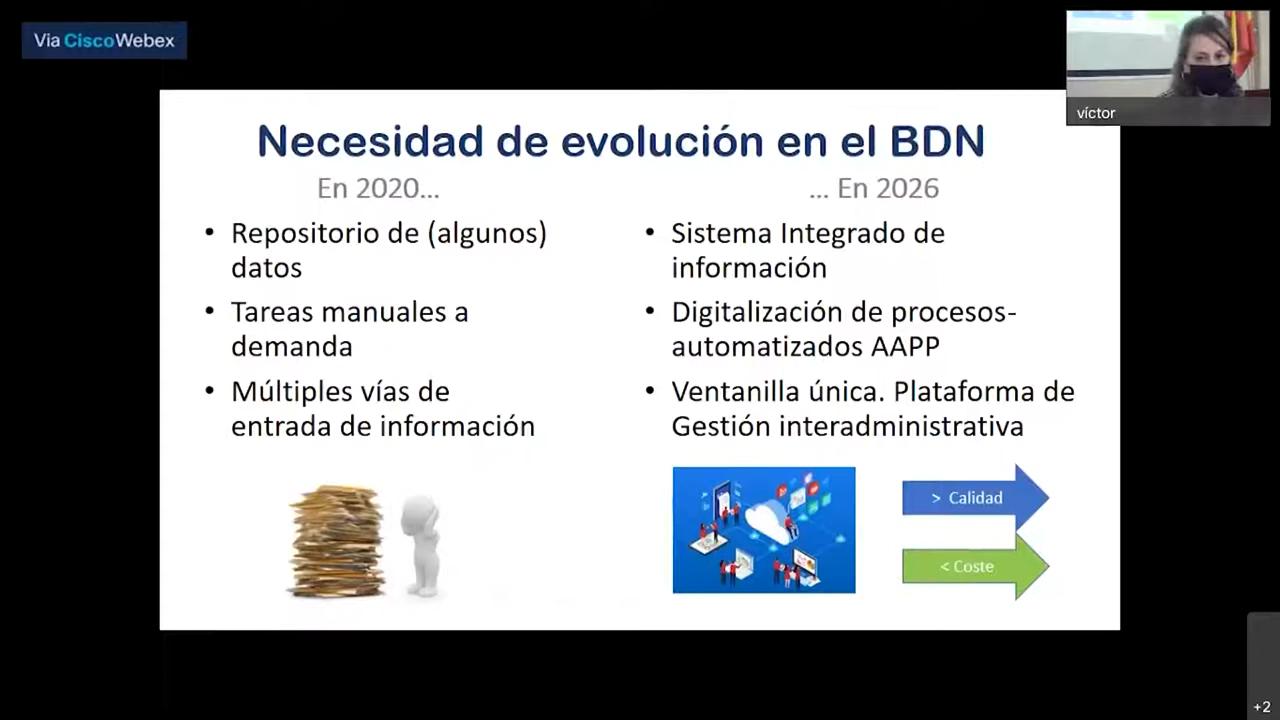 Via Cisco Webex
víctor
Necesidad de evolución en el BDN
En 2020...
• Repositorio de (algunos)
datos
• Tareas manuales a
demanda
• Múltiples vías de
entrada de información
... En 2026
• Sistema Integrado de
información
• Digitalización de procesos-
automatizados AAPP
• Ventanilla única. Plataforma de
Gestión interadministrativa
> Calidad
< Coste
+2